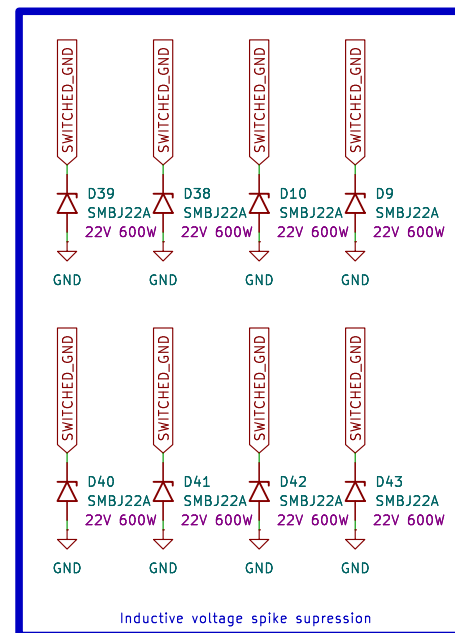 SWITCHED_GND SWITCHED_GND SWITCHED_GND SWITCHED_GND
D39 D38 D10 D9
SMBJ22A SMBJ22A SMBJ22A SMBJ22A
22V 600W 22V 600W 22V 600W 22V 600W
GND GND GND GND
SWITCHED_GND SWITCHED_GND SWITCHED_GND SWITCHED_GND
D40 D41 D42 D43
SMBJ22A SMBJ22A SMBJ22A SMBJ22A
22V 600W 22V 600W 22V 600W 22V 600W
GND GND GND GND
Inductive voltage spike supression